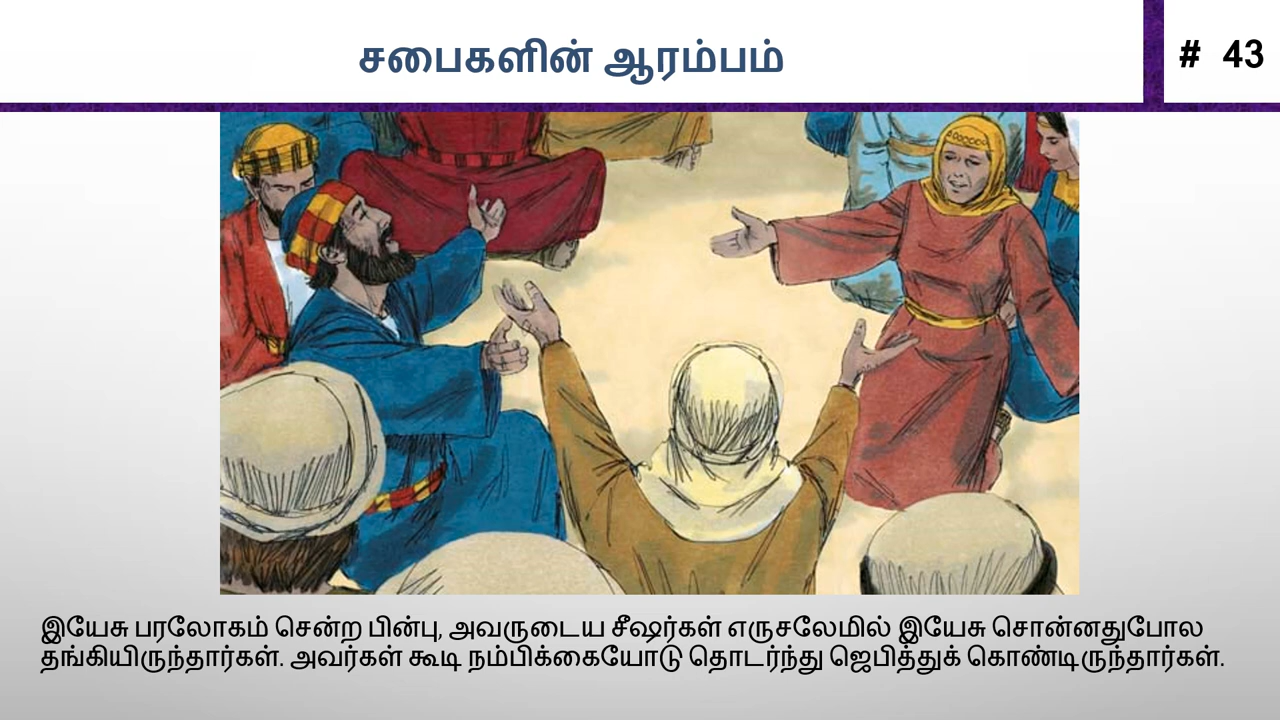 சபைகளின் ஆரம்பம்
# 43
இயேசு பரலோகம் சென்ற பின்பு, அவருடைய சீஷர்கள் எருசலேமில் இயேசு சொன்னதுபோல
தங்கியிருந்தார்கள். அவர்கள் கூடி நம்பிக்கையோடு தொடர்ந்து ஜெபித்துக் கொண்டிருந்தார்கள்.